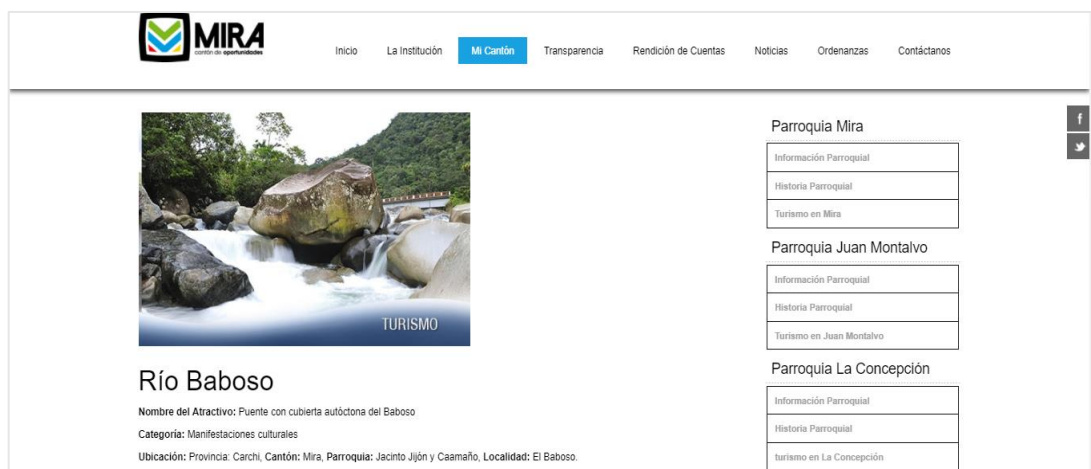 MIRA
cantón de oportunidades
Inicio La Institución Mi Cantón Transparencia Rendición de Cuentas Noticias Ordenanzas Contáctanos
TURISMO
Río Baboso
Nombre del Atractivo: Puente con cubierta autóctona del Baboso
Categoría: Manifestaciones culturales
Ubicación: Provincia: Carchi, Cantón: Mira, Parroquia: Jacinto Jijón y Caamaño, Localidad: El Baboso.
Parroquia Mira
Información Parroquial
Historia Parroquial
Turismo en Mira
Parroquia Juan Montalvo
Información Parroquial
Historia Parroquial
Turismo en Juan Montalvo
Parroquia La Concepción
Información Parroquial
Historia Parroquial
turismo en La Concepción
f